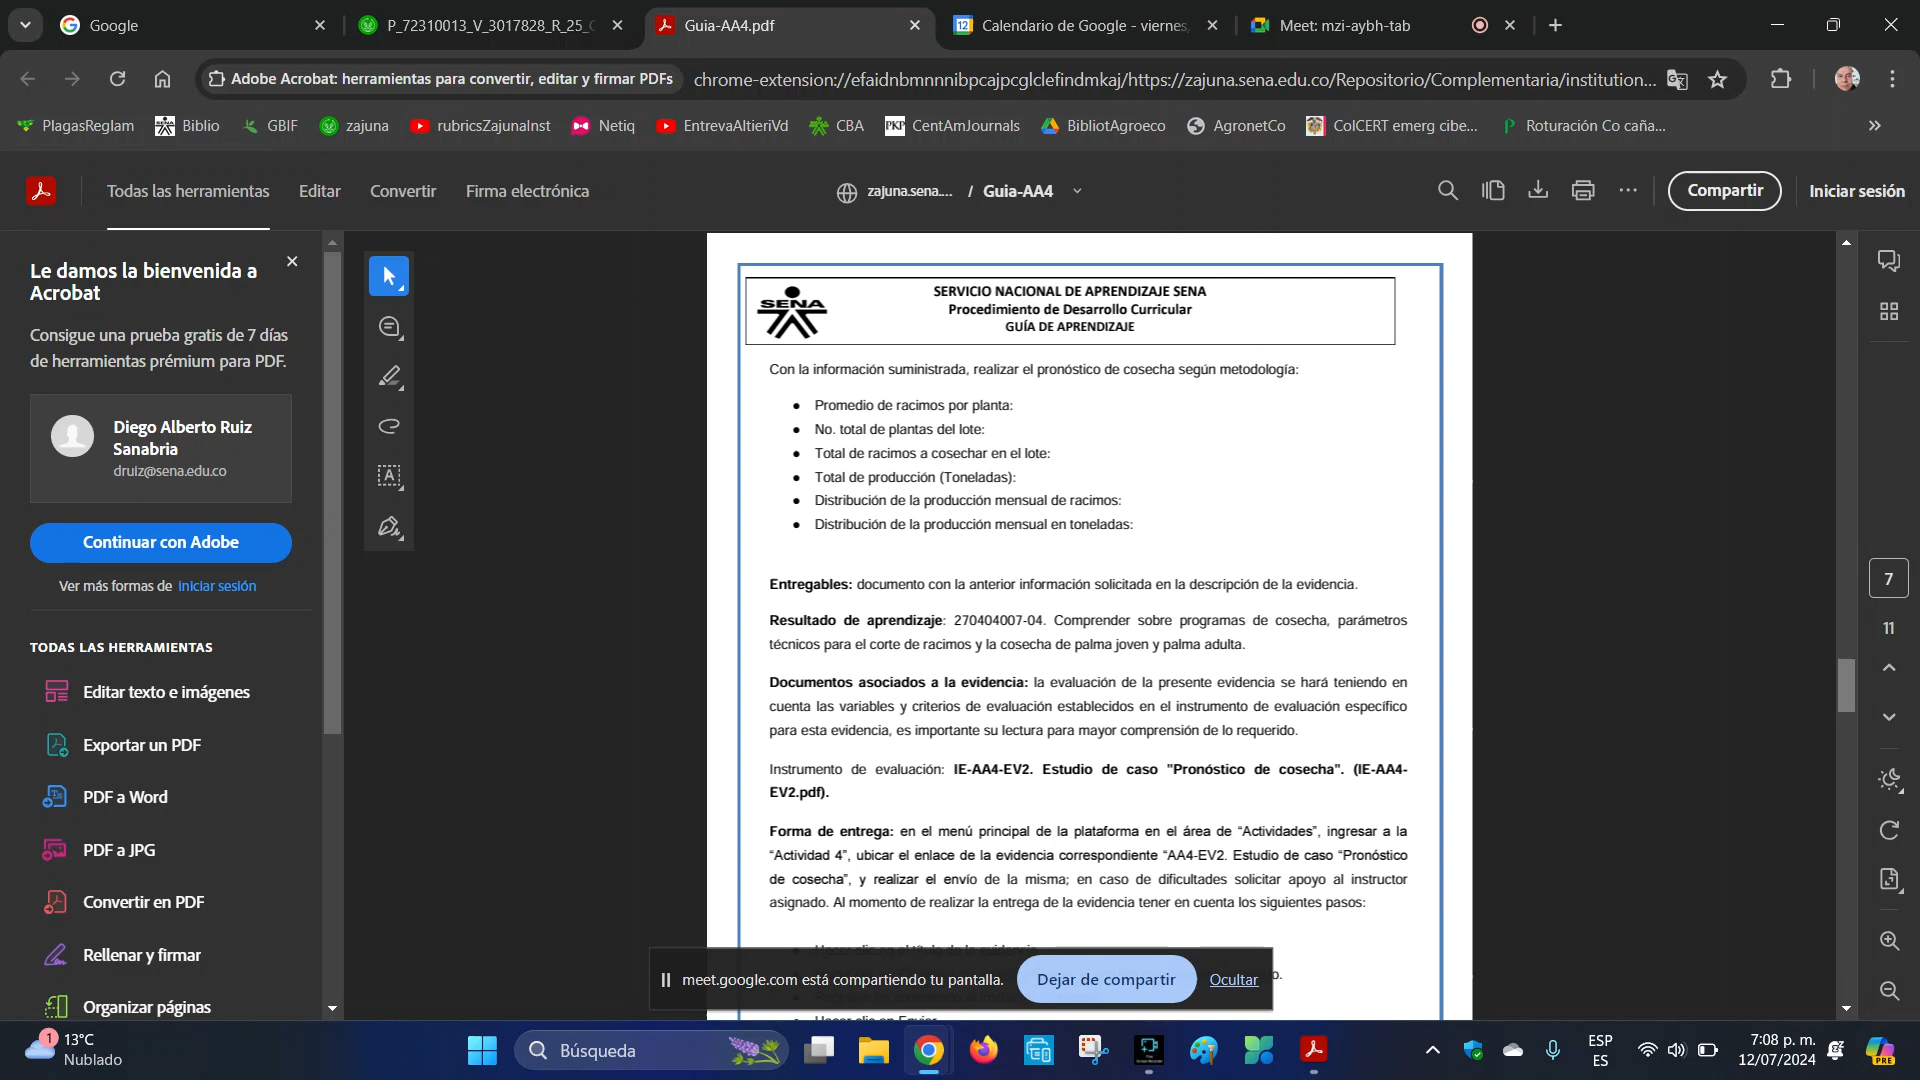 Google
P_72310013_V_3017828_R_25_C
Guia-AA4.pdf
Calendario de Google - viernes,
Meet: mzi-aybh-tab
Adobe Acrobat: herramientas para convertir, editar y firmar PDFs
chrome-extension://efaidnbmnnnibpcajpcglclefindmkaj/https://zajuna.sena.edu.co/Repositorio/Complementaria/institution...
PlagasReglam
Biblio
GBIF
zajuna
rubricsZajunaInst
Netiq
EntrevaAltieriVd
CBA
CentAmJournals
BibliotAgroeco
AgronetCo
ColCERT emerg cibe...
Roturación Co caña...
Todas las herramientas
Editar
Convertir
Firma electrónica
zajuna.sena.... / Guia-AA4
Compartir
Iniciar sesión
Le damos la bienvenida a
Acrobat
Consigue una prueba gratis de 7 días
de herramientas prémium para PDF.
Diego Alberto Ruiz
Sanabria
druiz@sena.edu.co
Continuar con Adobe
Ver más formas de iniciar sesión
TODAS LAS HERRAMIENTAS
Editar texto e imágenes
Exportar un PDF
PDF a Word
PDF a JPG
Convertir en PDF
Rellenar y firmar
Organizar páginas
SENA
SERVICIO NACIONAL DE APRENDIZAJE SENA
Procedimiento de Desarrollo Curricular
GUÍA DE APRENDIZAJE
Con la información suministrada, realizar el pronóstico de cosecha según metodología:
● Promedio de racimos por planta:
● No. total de plantas del lote:
● Total de racimos a cosechar en el lote:
● Total de producción (Toneladas):
● Distribución de la producción mensual de racimos:
● Distribución de la producción mensual en toneladas:
Entregables: documento con la anterior información solicitada en la descripción de la evidencia.
Resultado de aprendizaje: 270404007-04. Comprender sobre programas de cosecha, parámetros
técnicos para el corte de racimos y la cosecha de palma joven y palma adulta.
Documentos asociados a la evidencia: la evaluación de la presente evidencia se hará teniendo en
cuenta las variables y criterios de evaluación establecidos en el instrumento de evaluación específico
para esta evidencia, es importante su lectura para mayor comprensión de lo requerido.
Instrumento de evaluación: IE-AA4-EV2. Estudio de caso "Pronóstico de cosecha". (IE-AA4-
EV2.pdf).
Forma de entrega: en el menú principal de la plataforma en el área de “Actividades”, ingresar a la
“Actividad 4”, ubicar el enlace de la evidencia correspondiente “AA4-EV2. Estudio de caso “Pronóstico
de cosecha”, y realizar el envío de la misma; en caso de dificultades solicitar apoyo al instructor
asignado. Al momento de realizar la entrega de la evidencia tener en cuenta los siguientes pasos:
Hacer clic en el título de la evidencia.
meet.google.com está compartiendo tu pantalla.
Dejar de compartir
Ocultar
Hacer clic en Enviar
7
11
1
13°C
Nublado
Búsqueda
ESP
ES
7:08 p. m.
12/07/2024
PRE